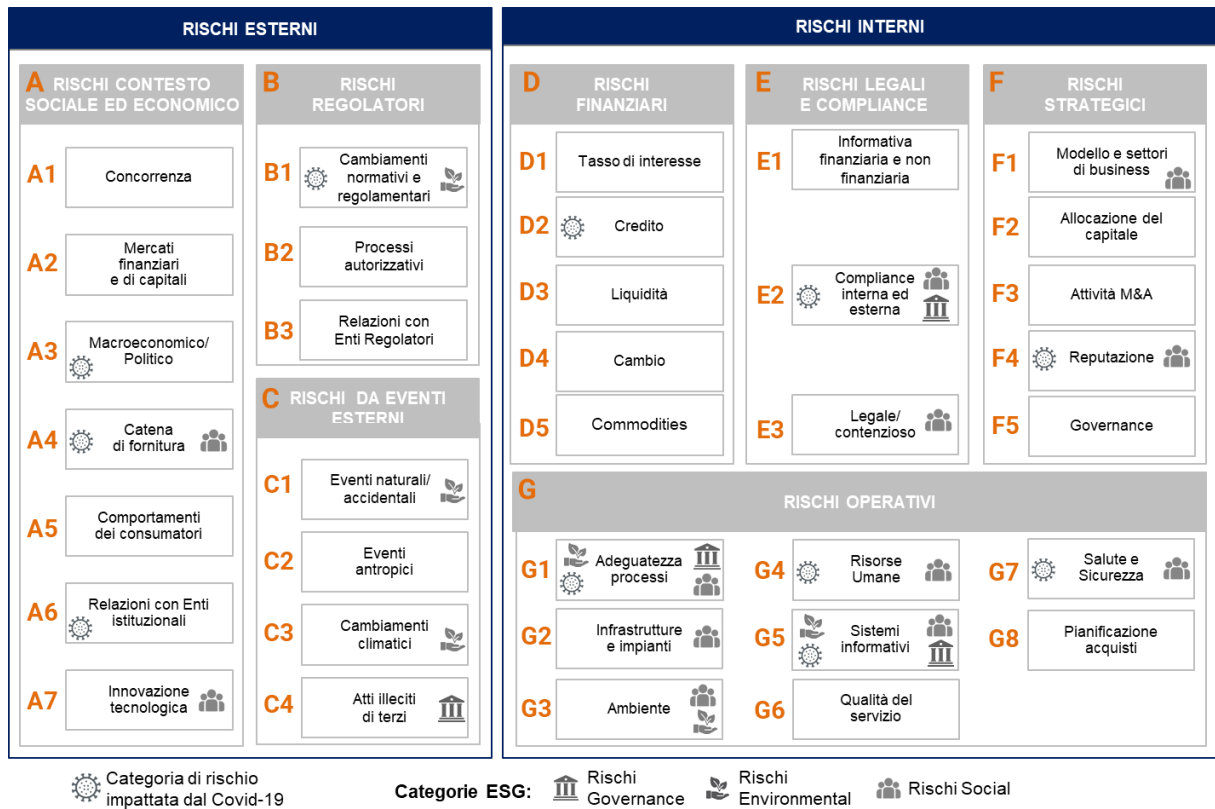 RISCHI ESTERNI
A RISCHI CONTESTO
SOCIALE ED ECONOMICO
A1 Concorrenza
A2 Mercati
finanziari
e di capitali
A3 Macroeconomico/
Politico
A4 Catena
di fornitura
A5 Comportamenti
dei consumatori
A6 Relazioni con Enti
istituzionali
A7 Innovazione
tecnologica
B RISCHI
REGOLATORI
B1 Cambiamenti
normativi e
regolamentari
B2 Processi
autorizzativi
B3 Relazioni con
Enti Regolatori
C RISCHI DA EVENTI
ESTERNI
C1 Eventi naturali/
accidentali
C2 Eventi
antropici
C3 Cambiamenti
climatici
C4 Atti illeciti
di terzi
RISCHI INTERNI
D RISCHI
FINANZIARI
D1 Tasso di interesse
D2 Credito
D3 Liquidità
D4 Cambio
D5 Commodities
E RISCHI LEGALI
E COMPLIANCE
E1 Informativa
finanziaria e non
finanziaria
E2 Compliance
interna ed
esterna
E3 Legale/
contenzioso
F RISCHI
STRATEGICI
F1 Modello e settori
di business
F2 Allocazione del
capitale
F3 Attività M&A
F4 Reputazione
F5 Governance
G RISCHI OPERATIVI
G1 Adeguatezza
processi
G2 Infrastrutture
e impianti
G3 Ambiente
G4 Risorse
Umane
G5 Sistemi
informativi
G6 Qualità del
servizio
G7 Salute e
Sicurezza
G8 Pianificazione
acquisti
Categoria di rischio
impattata dal Covid-19
Categorie ESG:
Rischi
Governance
Rischi
Environmental
Rischi Social